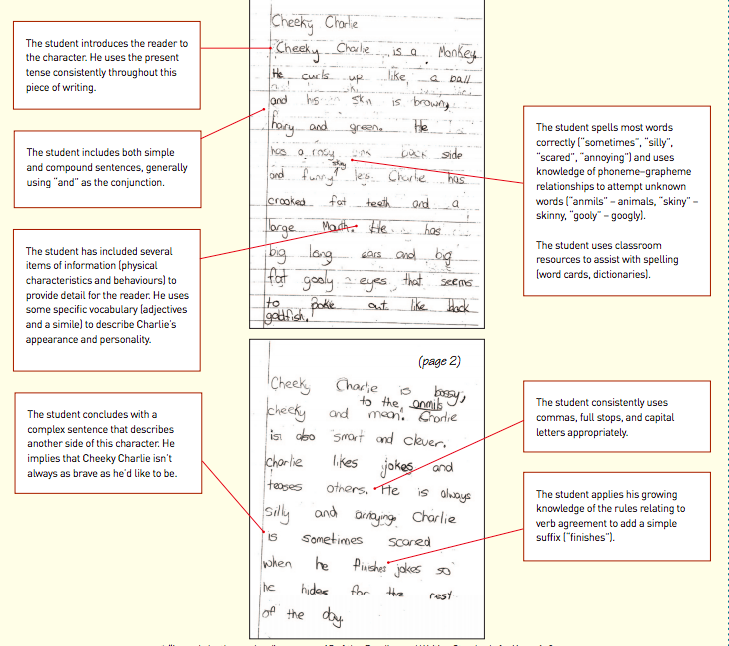 Cheeky Charlie
Cheeky Charlie is a Monkey
He curls up like a ball
and his skin is brown,
hairy and green. He
has a back side
skiny
and funny legs. Charlie has
crooked fat teeth and a
large Mouth. He has
big long ears and big
fat gooly eyes that seems
to poke out like back
goldfish.
(page 2)
Cheeky Charlie is bossy,
to the anmils
cheeky and mean. Charlie
is also smart and clever.
charlie likes jokes and
teases others. He is always
silly and annoying. Charlie
is sometimes scared
when he finishes jokes so
he hides for the rest
of the day.
The student introduces the reader to
the character. He uses the present
tense consistently throughout this
piece of writing.
The student includes both simple
and compound sentences, generally
using "and" as the conjunction.
The student has included several
items of information (physical
characteristics and behaviours) to
provide detail for the reader. He uses
some specific vocabulary (adjectives
and a simile) to describe Charlie's
appearance and personality.
The student concludes with a
complex sentence that describes
another side of this character. He
implies that Cheeky Charlie isn't
always as brave as he'd like to be.
The student spells most words
correctly ("sometimes", "silly",
"scared", "annoying") and uses
knowledge of phoneme–grapheme
relationships to attempt unknown
words ("anmils" – animals, "skiny" –
skinny, "gooly" – googly).
The student uses classroom
resources to assist with spelling
(word cards, dictionaries).
The student consistently uses
commas, full stops, and capital
letters appropriately.
The student applies his growing
knowledge of the rules relating to
verb agreement to add a simple
suffix ("finishes").